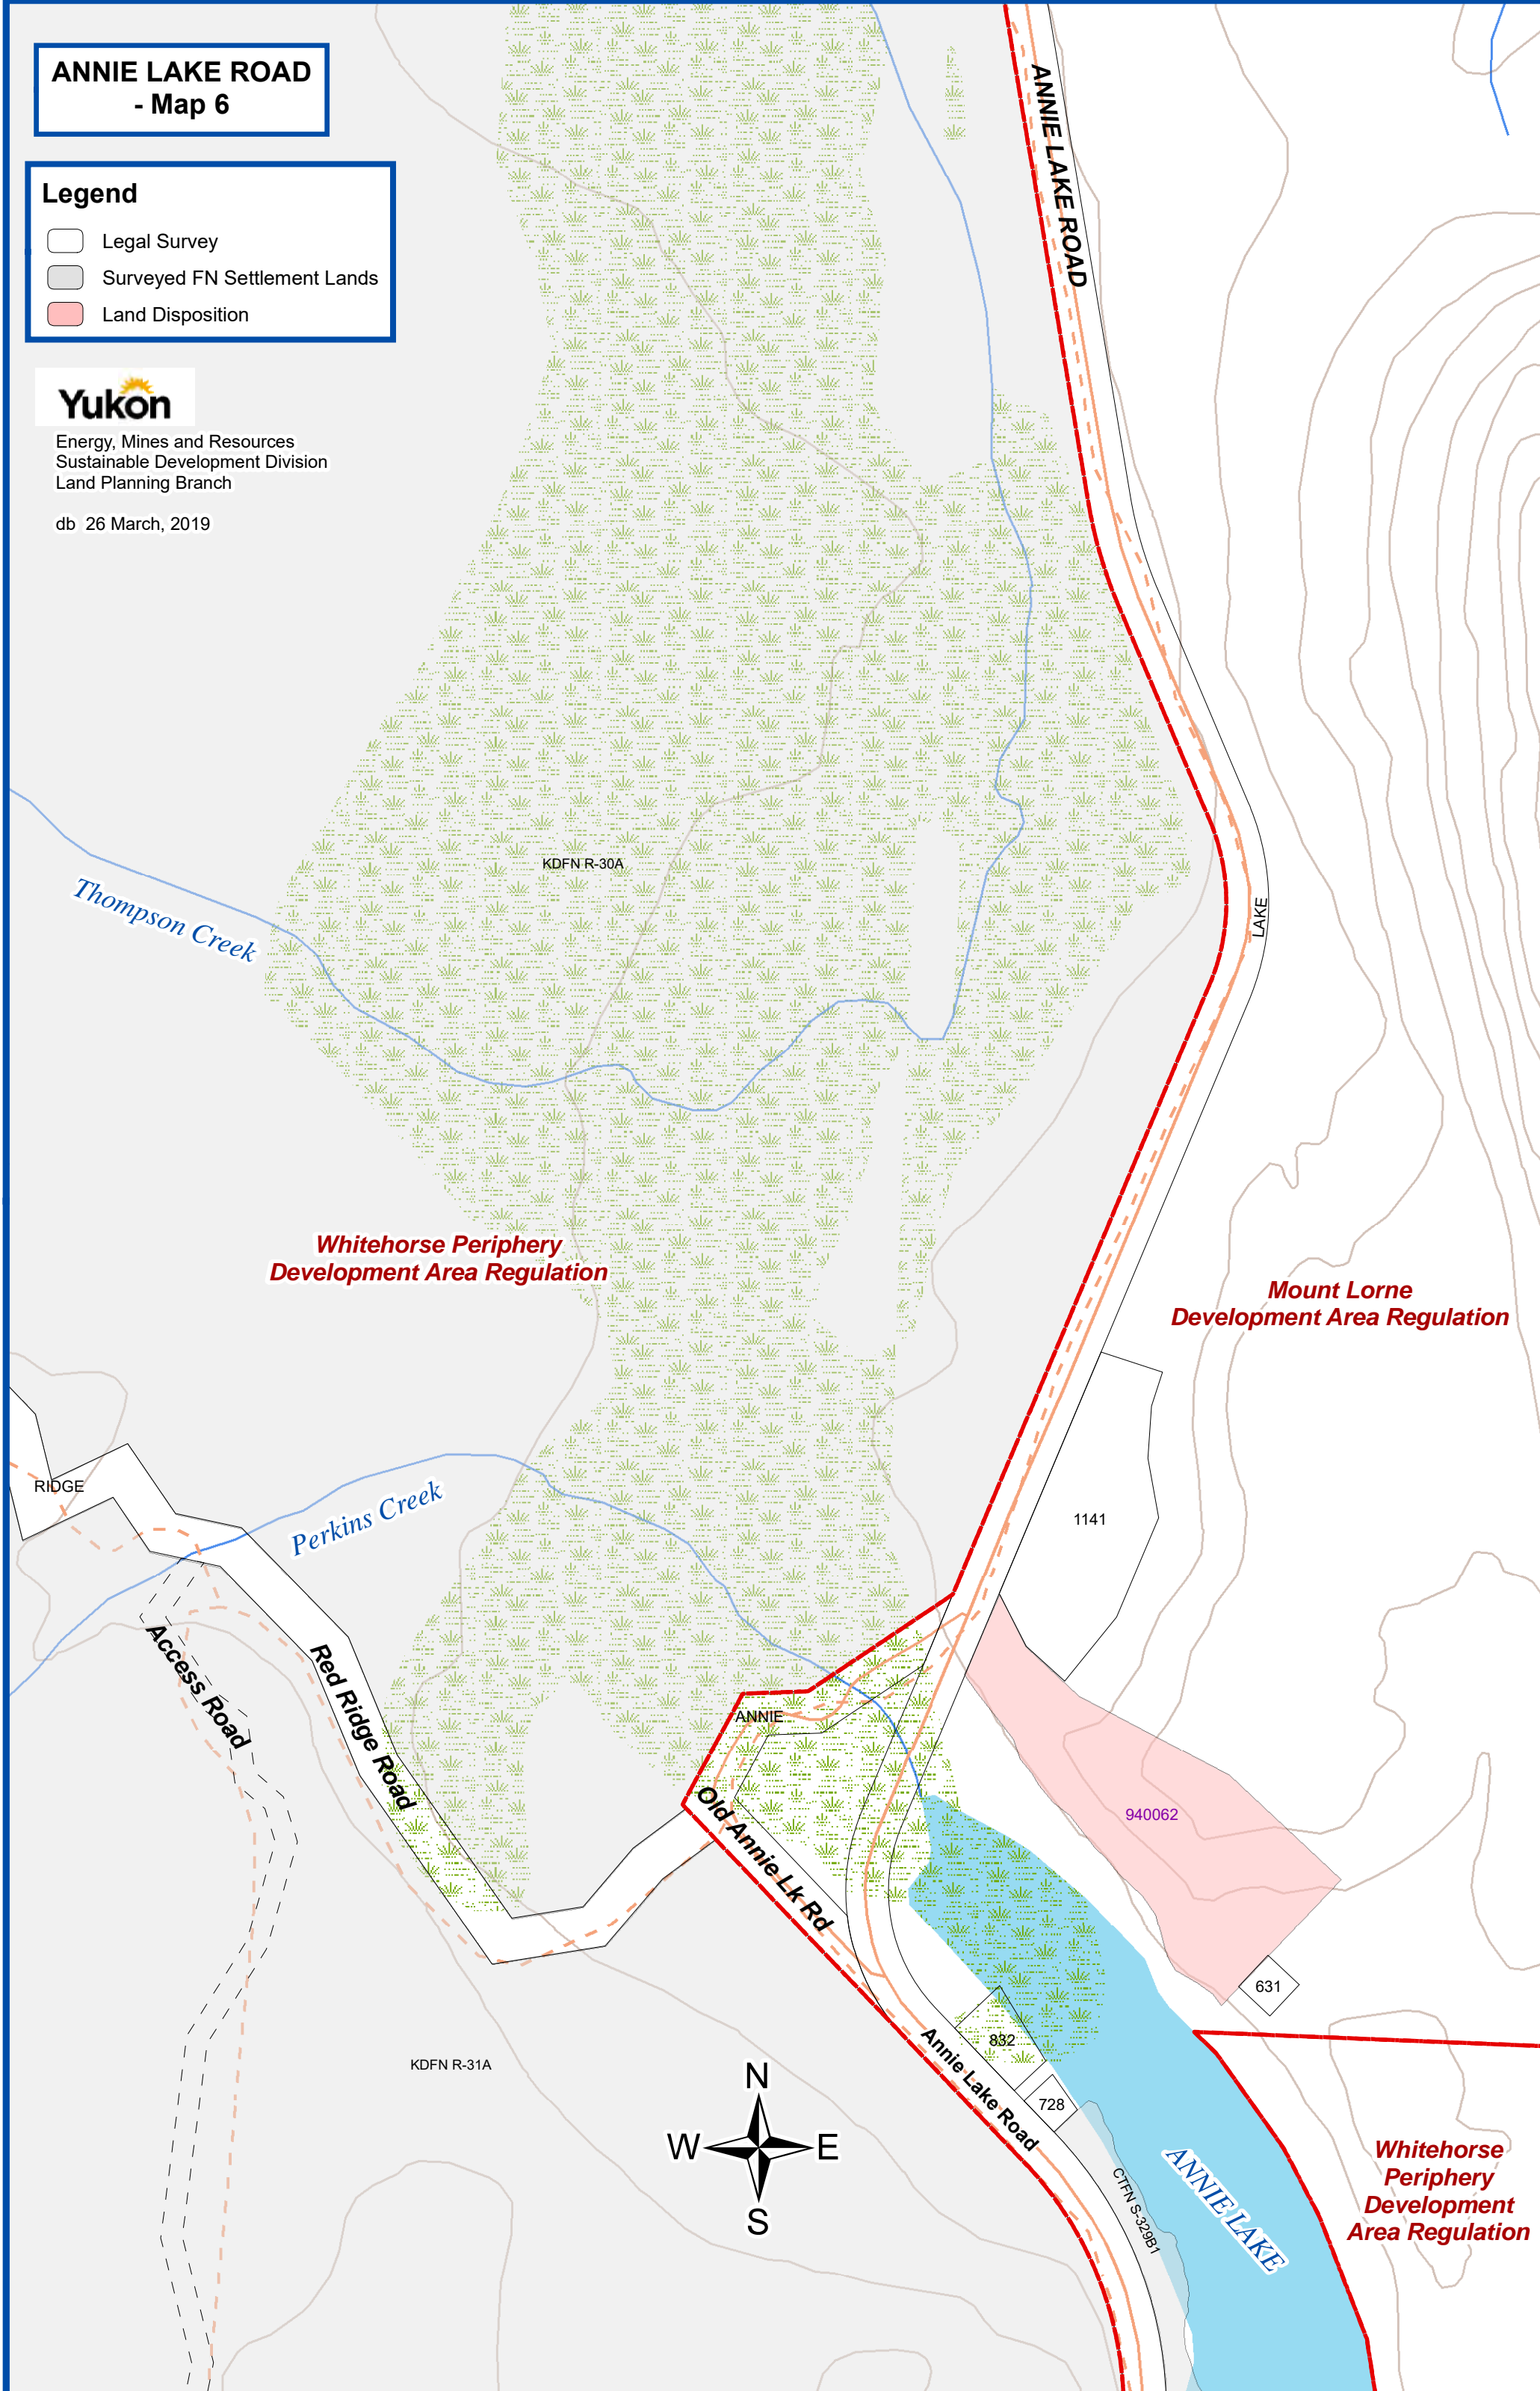 ANNIE LAKE ROAD
- Map 6
Legend
Legal Survey
Surveyed FN Settlement Lands
Land Disposition
Yukon
Energy, Mines and Resources
Sustainable Development Division
Land Planning Branch
db 26 March, 2019
ANNIE LAKE ROAD
KDFN R-30A
Thompson Creek
LAKE
Whitehorse Periphery
Development Area Regulation
Mount Lorne
Development Area Regulation
RIDGE
Perkins Creek
1141
Access Road
Red Ridge Road
ANNIE
Old Annie Lk Rd
940062
631
832
Annie Lake Road
728
KDFN R-31A
N
W
E
S
CTFN S-329B1
ANNIE LAKE
Whitehorse
Periphery
Development
Area Regulation